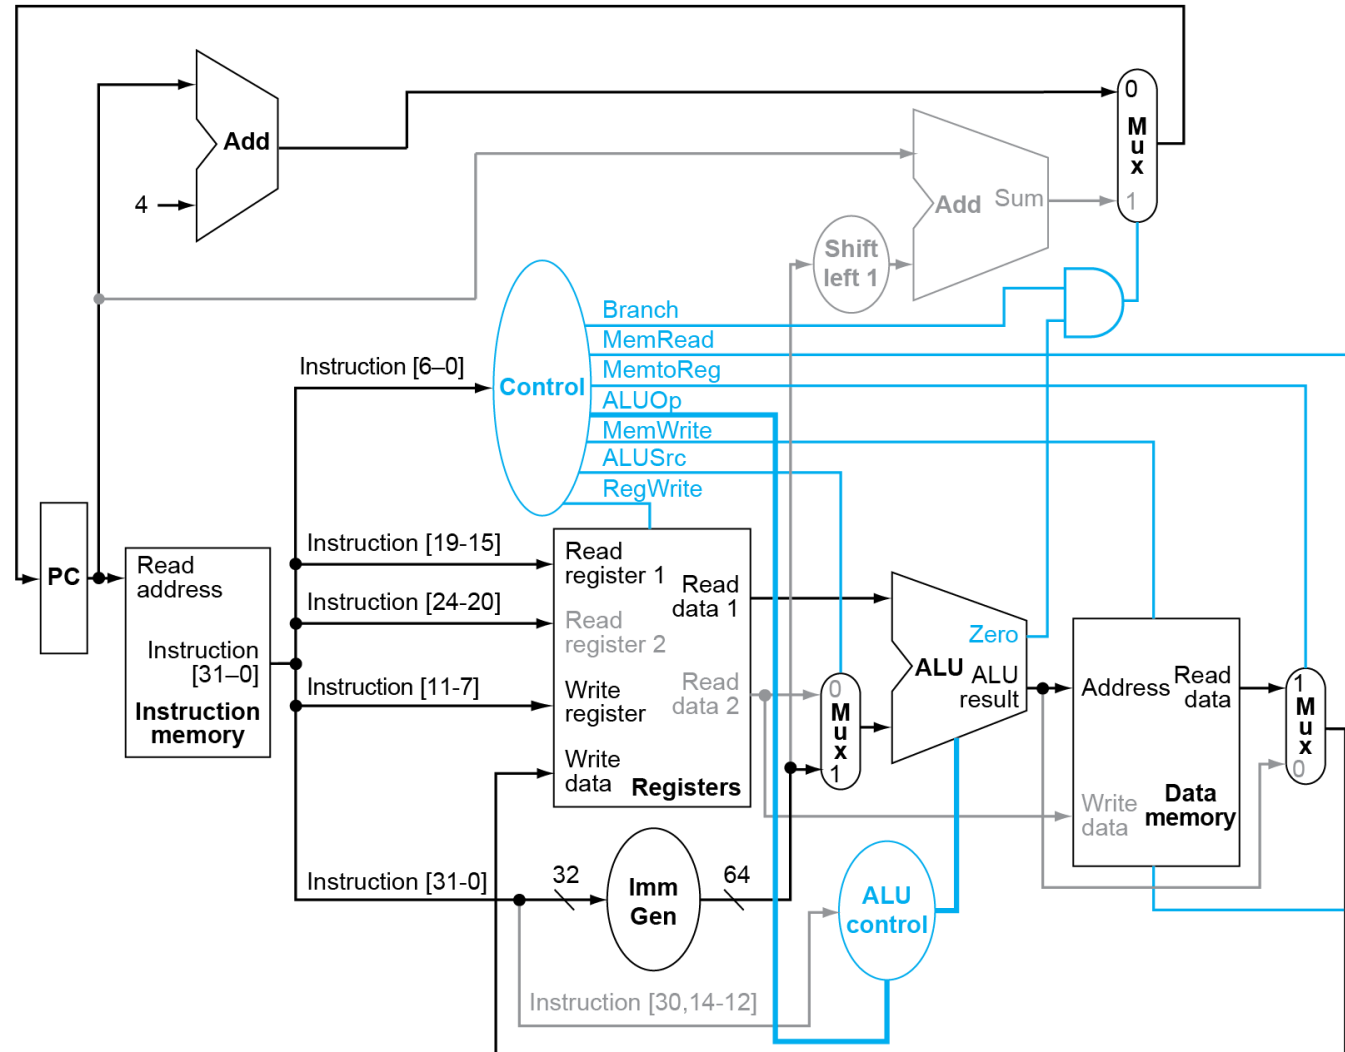 0
M
u
x
1
Add
4
Add Sum
Shift
left 1
Branch
MemRead
MemtoReg
ALUOp
MemWrite
ALUSrc
RegWrite
Control
Instruction [6–0]
PC
Read
address
Instruction
[31–0]
Instruction
memory
Instruction [19-15]
Instruction [24-20]
Instruction [11-7]
Instruction [31-0]
Read
register 1
Read
register 2
Write
register
Write
data
Read
data 1
Read
data 2
Registers
0
M
u
x
1
Zero
ALU
ALU
result
Address
Read
data
Write
data
Data
memory
1
M
u
x
0
32
Imm
Gen
64
ALU
control
Instruction [30,14-12]